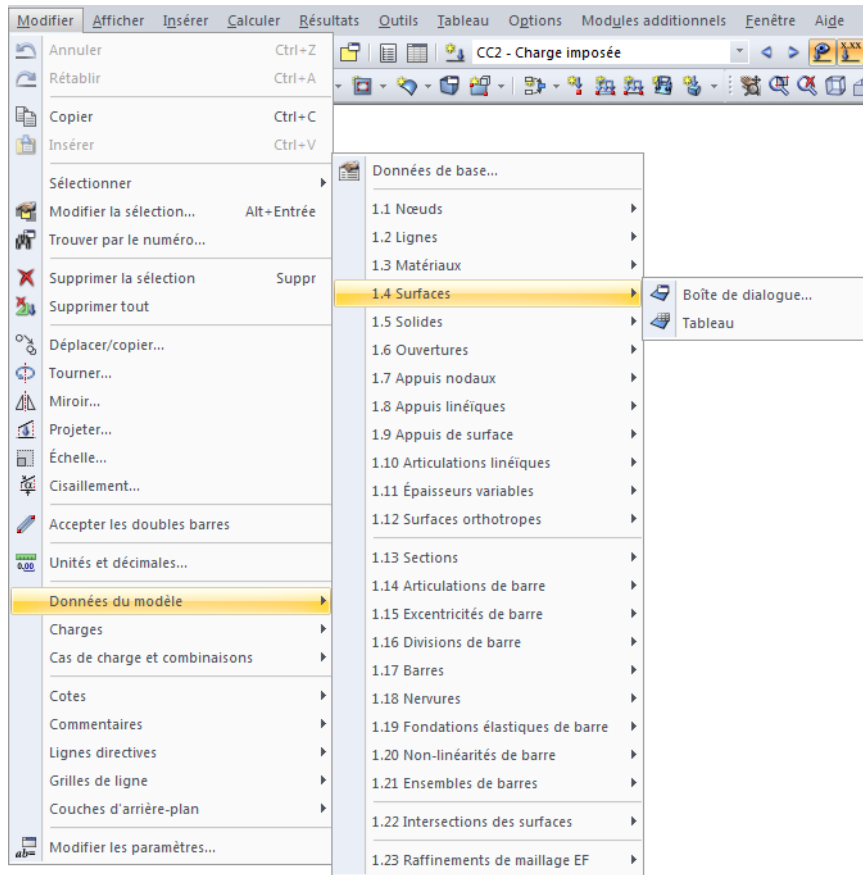 Modifier Afficher Insérer Calculer Résultats Outils Tableau Options Modules additionnels Fenêtre Aide
CC2 - Charge imposée
Annuler Ctrl+Z
Rétablir Ctrl+A
Copier Ctrl+C
Insérer Ctrl+V
Sélectionner
Modifier la sélection... Alt+Entrée
Trouver par le numéro...
Supprimer la sélection Suppr
Supprimer tout
Déplacer/copier...
Tourner...
Miroir...
Projeter...
Échelle...
Cisaillement...
Accepter les doubles barres
0,00 Unités et décimales...
Données du modèle
Charges
Cas de charge et combinaisons
Cotes
Commentaires
Lignes directives
Grilles de ligne
Couches d'arrière-plan
ab= Modifier les paramètres...
Données de base...
1.1 Nœuds
1.2 Lignes
1.3 Matériaux
1.4 Surfaces
1.5 Solides
1.6 Ouvertures
1.7 Appuis nodaux
1.8 Appuis linéïques
1.9 Appuis de surface
1.10 Articulations linéïques
1.11 Épaisseurs variables
1.12 Surfaces orthotropes
1.13 Sections
1.14 Articulations de barre
1.15 Excentricités de barre
1.16 Divisions de barre
1.17 Barres
1.18 Nervures
1.19 Fondations élastiques de barre
1.20 Non-linéarités de barre
1.21 Ensembles de barres
1.22 Intersections des surfaces
1.23 Raffinements de maillage EF
Boîte de dialogue...
Tableau
x.xx